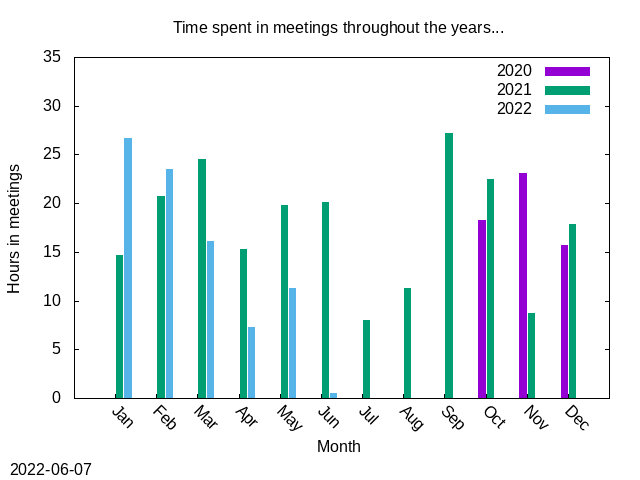 Time spent in meetings throughout the years...
35
30
25
20
15
10
5
0
Hours in meetings
2020
2021
2022
Jan
Feb
Mar
Apr
May
Jun
Jul
Aug
Sep
Oct
Nov
Dec
Month
2022-06-07